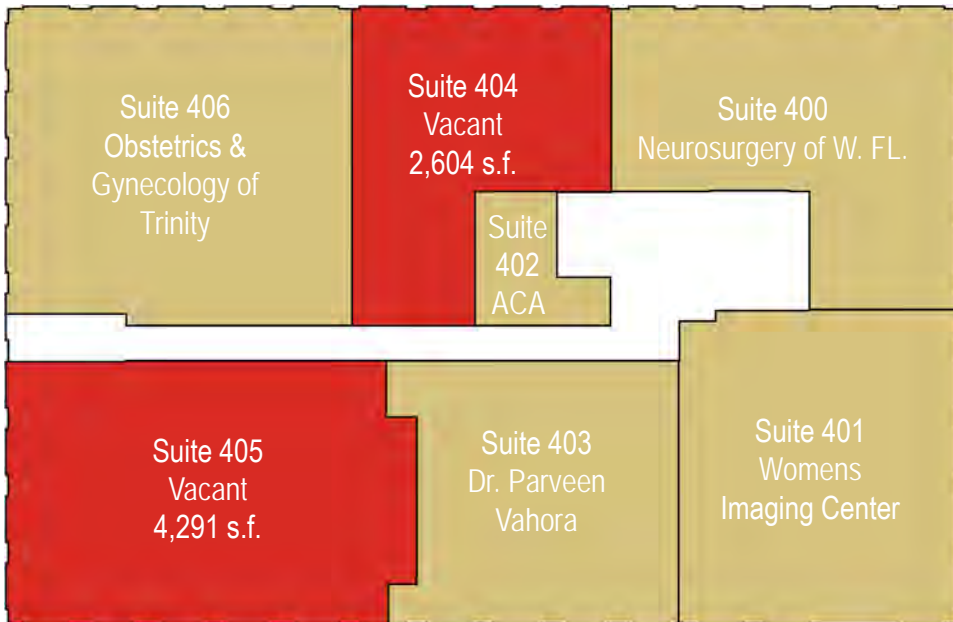 Suite 406
Obstetrics &
Gynecology of
Trinity
Suite 404
Vacant
2,604 s.f.
Suite 400
Neurosurgery of W. FL.
Suite
402
ACA
Suite 405
Vacant
4,291 s.f.
Suite 403
Dr. Parveen
Vahora
Suite 401
Womens
Imaging Center